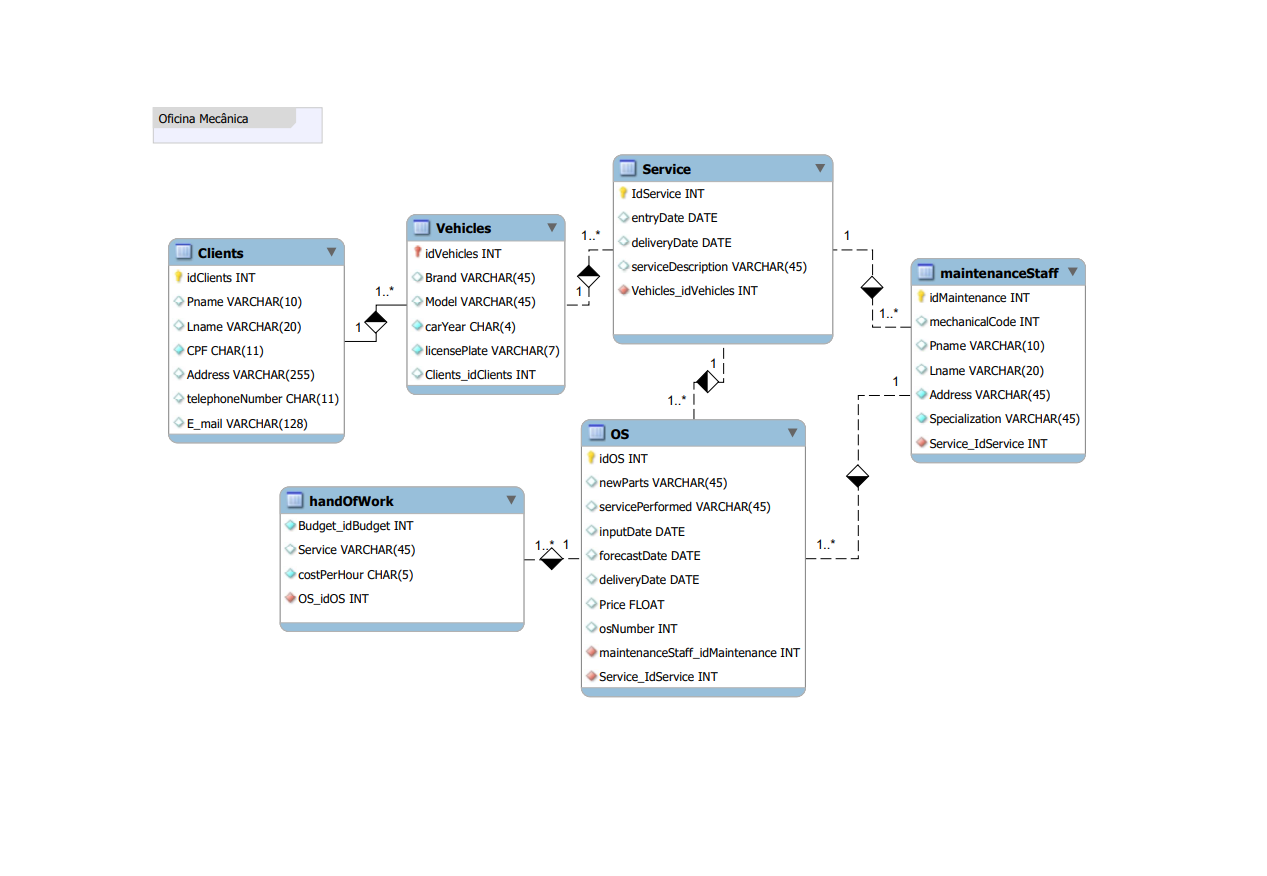 Oficina Mecânica
Clients
idClients INT
Pname VARCHAR(10)
Lname VARCHAR(20)
CPF CHAR(11)
Address VARCHAR(255)
telephoneNumber CHAR(11)
E_mail VARCHAR(128)
1
1..*
Vehicles
idVehicles INT
Brand VARCHAR(45)
Model VARCHAR(45)
carYear CHAR(4)
licensePlate VARCHAR(7)
Clients_idClients INT
1
1..*
Service
IdService INT
entryDate DATE
deliveryDate DATE
serviceDescription VARCHAR(45)
Vehicles_idVehicles INT
1
1..*
maintenanceStaff
idMaintenance INT
mechanicalCode INT
Pname VARCHAR(10)
Lname VARCHAR(20)
Address VARCHAR(45)
Specialization VARCHAR(45)
Service_IdService INT
1
1..*
1
1..*
handOfWork
Budget_idBudget INT
Service VARCHAR(45)
costPerHour CHAR(5)
OS_idOS INT
1..*
1
OS
idOS INT
newParts VARCHAR(45)
servicePerformed VARCHAR(45)
inputDate DATE
forecastDate DATE
deliveryDate DATE
Price FLOAT
osNumber INT
maintenanceStaff_idMaintenance INT
Service_IdService INT